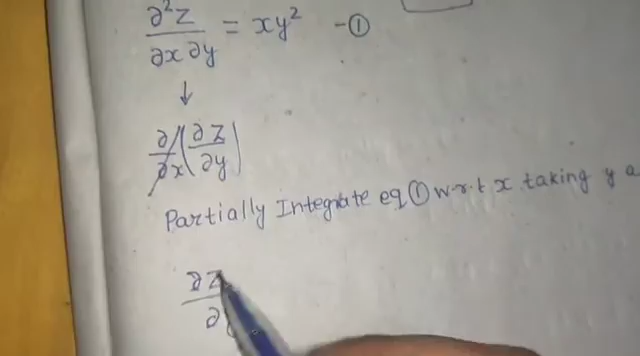 ∂²Z/∂x∂y = xy² -①
↓
∂/∂x(∂Z/∂y)
Partially Integrate eq ① w.r.t x taking y a
∂Z/∂